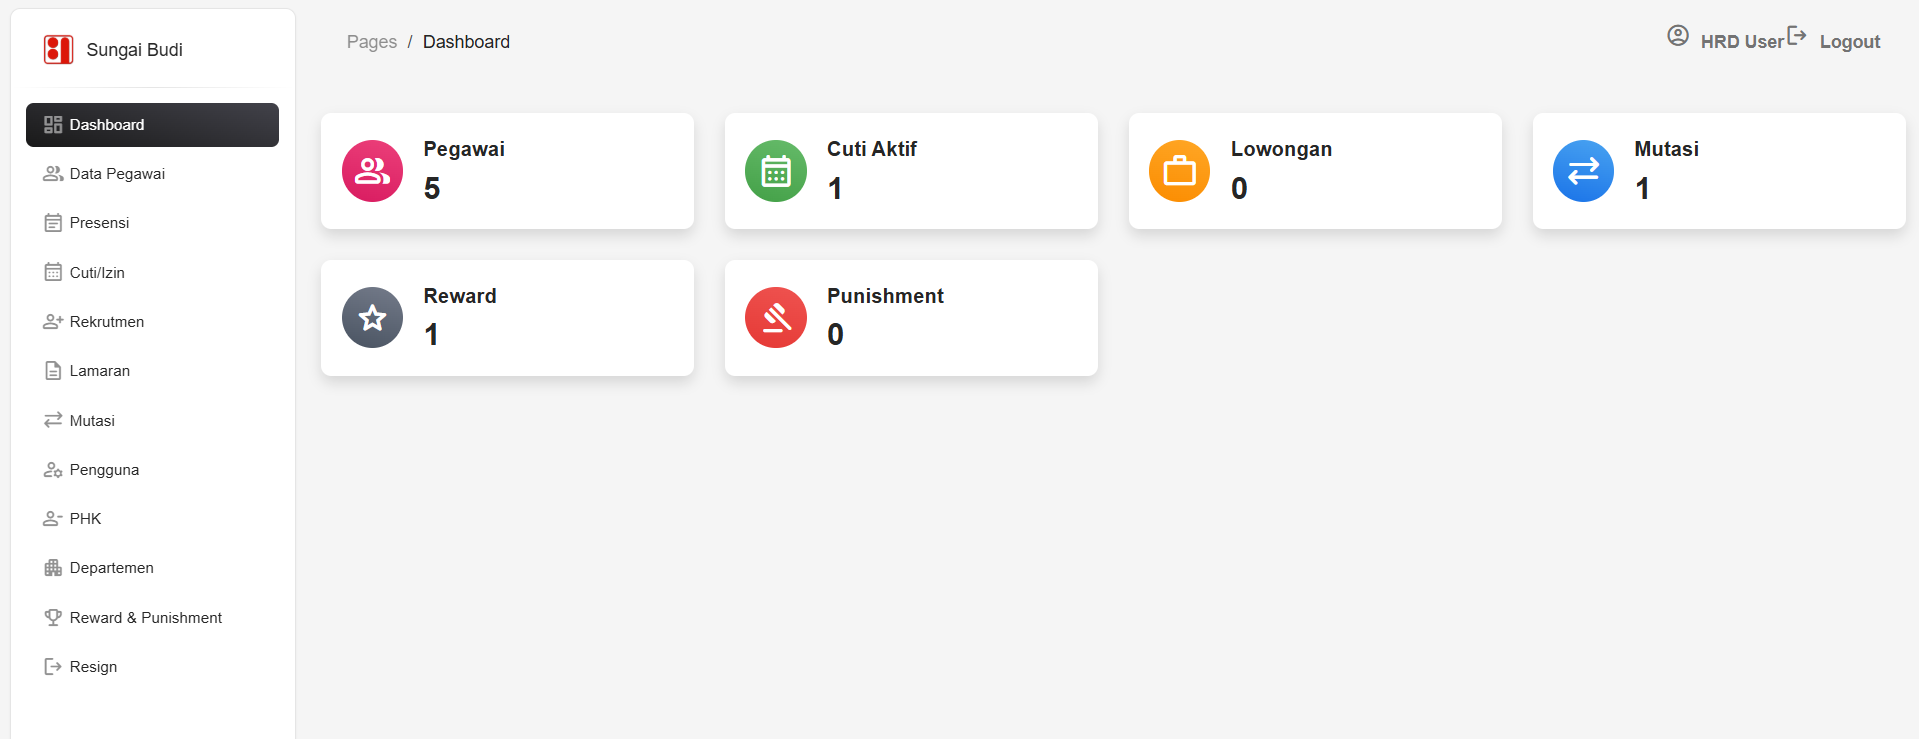 Sungai Budi
Dashboard
Data Pegawai
Presensi
Cuti/Izin
Rekrutmen
Lamaran
Mutasi
Pengguna
PHK
Departemen
Reward & Punishment
Resign
Pages / Dashboard
HRD User Logout
Pegawai
5
Cuti Aktif
1
Lowongan
0
Mutasi
1
Reward
1
Punishment
0